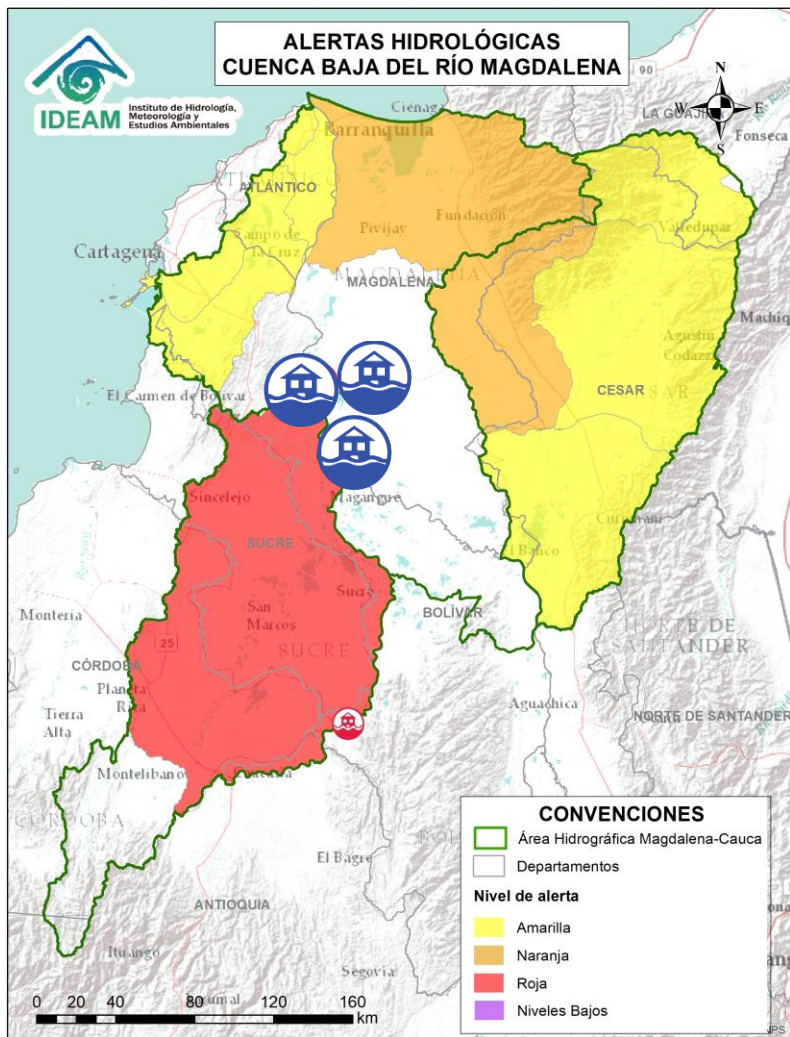 ALERTAS HIDROLÓGICAS
CUENCA BAJA DEL RÍO MAGDALENA
IDEAM
Instituto de Hidrología,
Meteorología y
Estudios Ambientales
N
W E
S
90
Ciénaga
LA GUAJIRA
Barranquilla
Fonseca
ATLÁNTICO
Fundación
Pivijay
Valledupar
Campo de
la Cruz
Cartagena
MAGDALENA
MAGDALENA
Agustín
Codazzi
CESAR
El Carmen de Bolívar
Sincelejo
Magangué
SUCRE
Curumaní
El Banco
Sucre
BOLÍVAR
San
Marcos
Montería
NORTE DE
SANTANDER
SUCRE
25
CÓRDOBA
Planeta
Rica
Aguachica
Tierra
Alta
NORTE DE SANTANDER
Montelíbano
CÓRDOBA
El Bagre
ANTIOQUIA
Ituango
Segovia
CONVENCIONES
Área Hidrográfica Magdalena-Cauca
Departamentos
Nivel de alerta
Amarilla
Naranja
Roja
Niveles Bajos
0 20 40 80 120 160
km